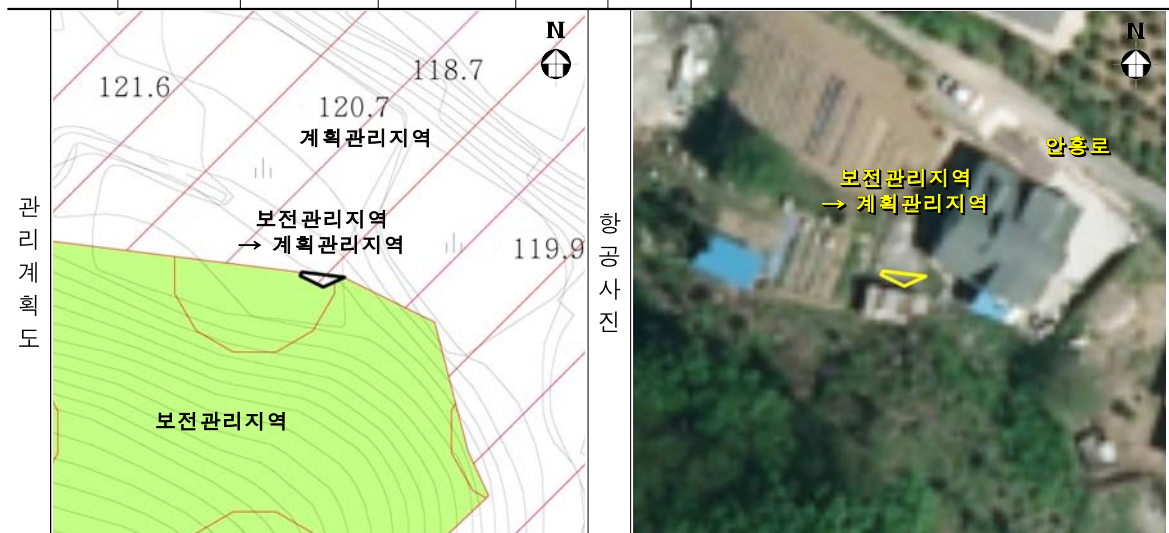 관리계획도
N
121.6
118.7
120.7
계획관리지역
보전관리지역
→ 계획관리지역
119.9
보전관리지역
항공사진
N
안흥로
보전관리지역
→ 계획관리지역